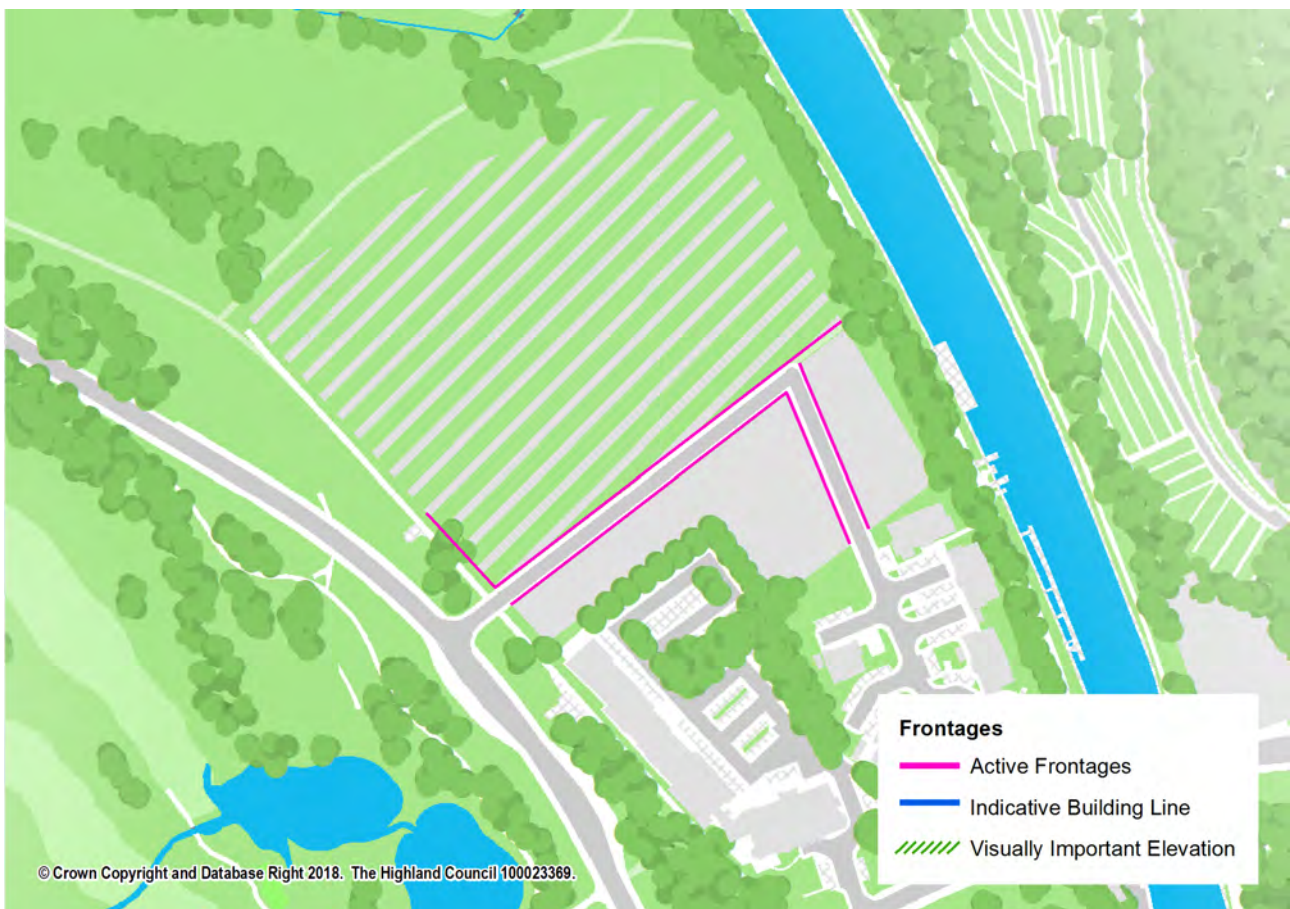 Frontages
Active Frontages
Indicative Building Line
Visually Important Elevation
© Crown Copyright and Database Right 2018.  The Highland Council 100023369.